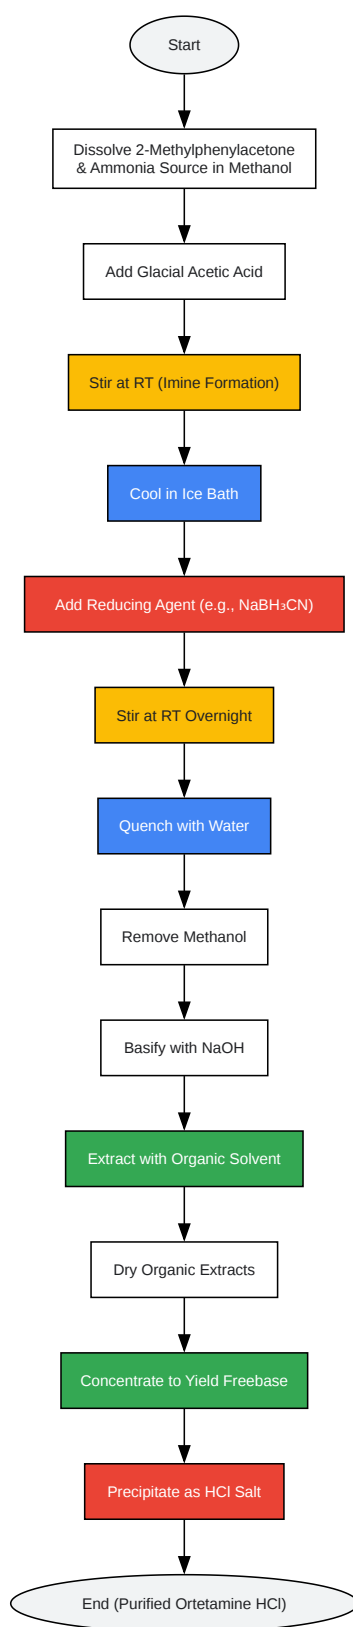 Start
Dissolve 2-Methylphenylacetone
& Ammonia Source in Methanol
Add Glacial Acetic Acid
Stir at RT (Imine Formation)
Cool in Ice Bath
Add Reducing Agent (e.g., NaBH₃CN)
Stir at RT Overnight
Quench with Water
Remove Methanol
Basify with NaOH
Extract with Organic Solvent
Dry Organic Extracts
Concentrate to Yield Freebase
Precipitate as HCl Salt
End (Purified Ortetamine HCl)